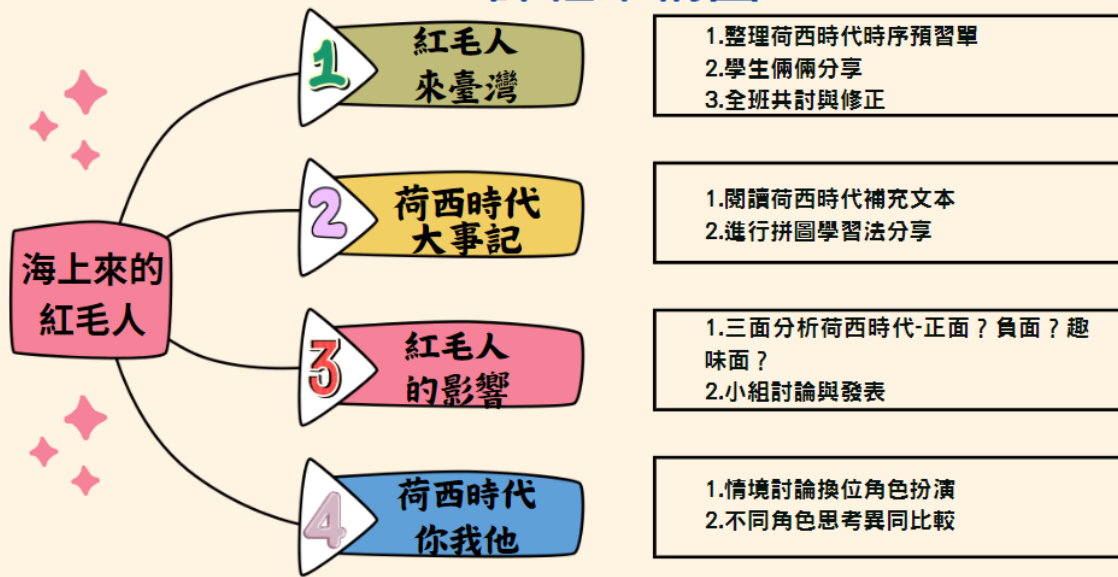 1
紅毛人
來臺灣
1.整理荷西時代時序預習單
2.學生倆倆分享
3.全班共討與修正
2
荷西時代
大事記
1.閱讀荷西時代補充文本
2.進行拼圖學習法分享
海上來的
紅毛人
3
紅毛人
的影響
1.三面分析荷西時代-正面？負面？趣
味面？
2.小組討論與發表
4
荷西時代
你我他
1.情境討論換位角色扮演
2.不同角色思考異同比較